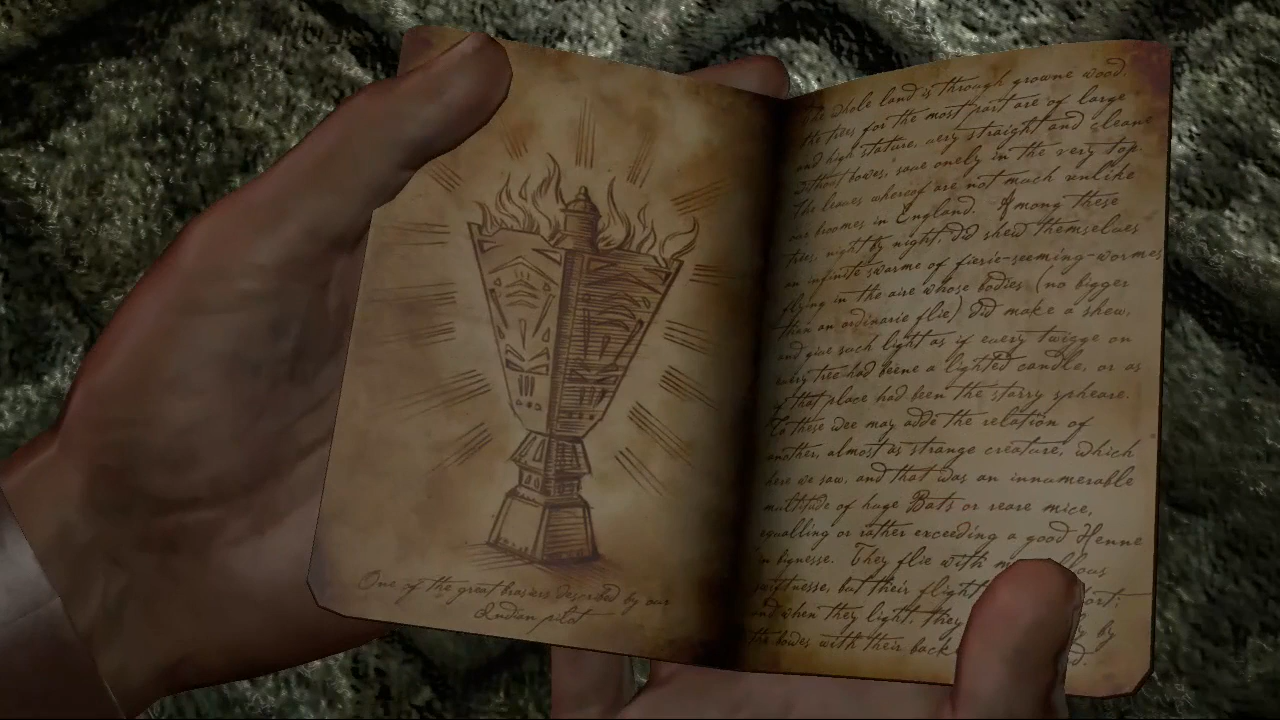 One of the great brasiers described by our
Indian pilot
The whole land is through growne wood.
the trees for the most part are of large
and high stature, very straight and cleane
without bowes, save onely in the very top.
The leaves whereof are not much unlike
our broomes in England. Among these
trees, night by night, did shew themselves
an infinite swarme of fierie-seeming-wormes
flying in the aire whose bodies (no bigger
than an ordinarie flie) did make a shew,
and give such light as if every twigge on
every tree had beene a lighted candle, or as
if that place had been the starry spheare.
To these wee may adde the relation of
another, almost as strange creature, which
here we saw, and that was an innumerable
multitude of huge Bats or reare mice,
equalling or rather exceeding a good Henne
in bignesse. They flie with
swiftnesse, but their flight
and when they light, they by
the bowes with their